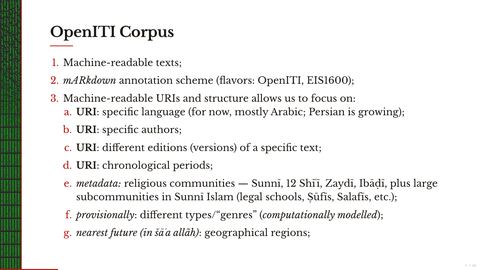 OpenITI Corpus
1. Machine-readable texts;
2. mARkdown annotation scheme (flavors: OpenITI, EIS1600);
3. Machine-readable URIs and structure allows us to focus on:
a. URI: specific language (for now, mostly Arabic; Persian is growing);
b. URI: specific authors;
c. URI: different editions (versions) of a specific text;
d. URI: chronological periods;
e. metadata: religious communities — Sunnī, 12 Shīʿī, Zaydī, Ibāḍī, plus large
subcommunities in Sunnī Islam (legal schools, Ṣūfīs, Salafīs, etc.);
f. provisionally: different types/“genres” (computationally modelled);
g. nearest future (in šāʾa allāh): geographical regions;